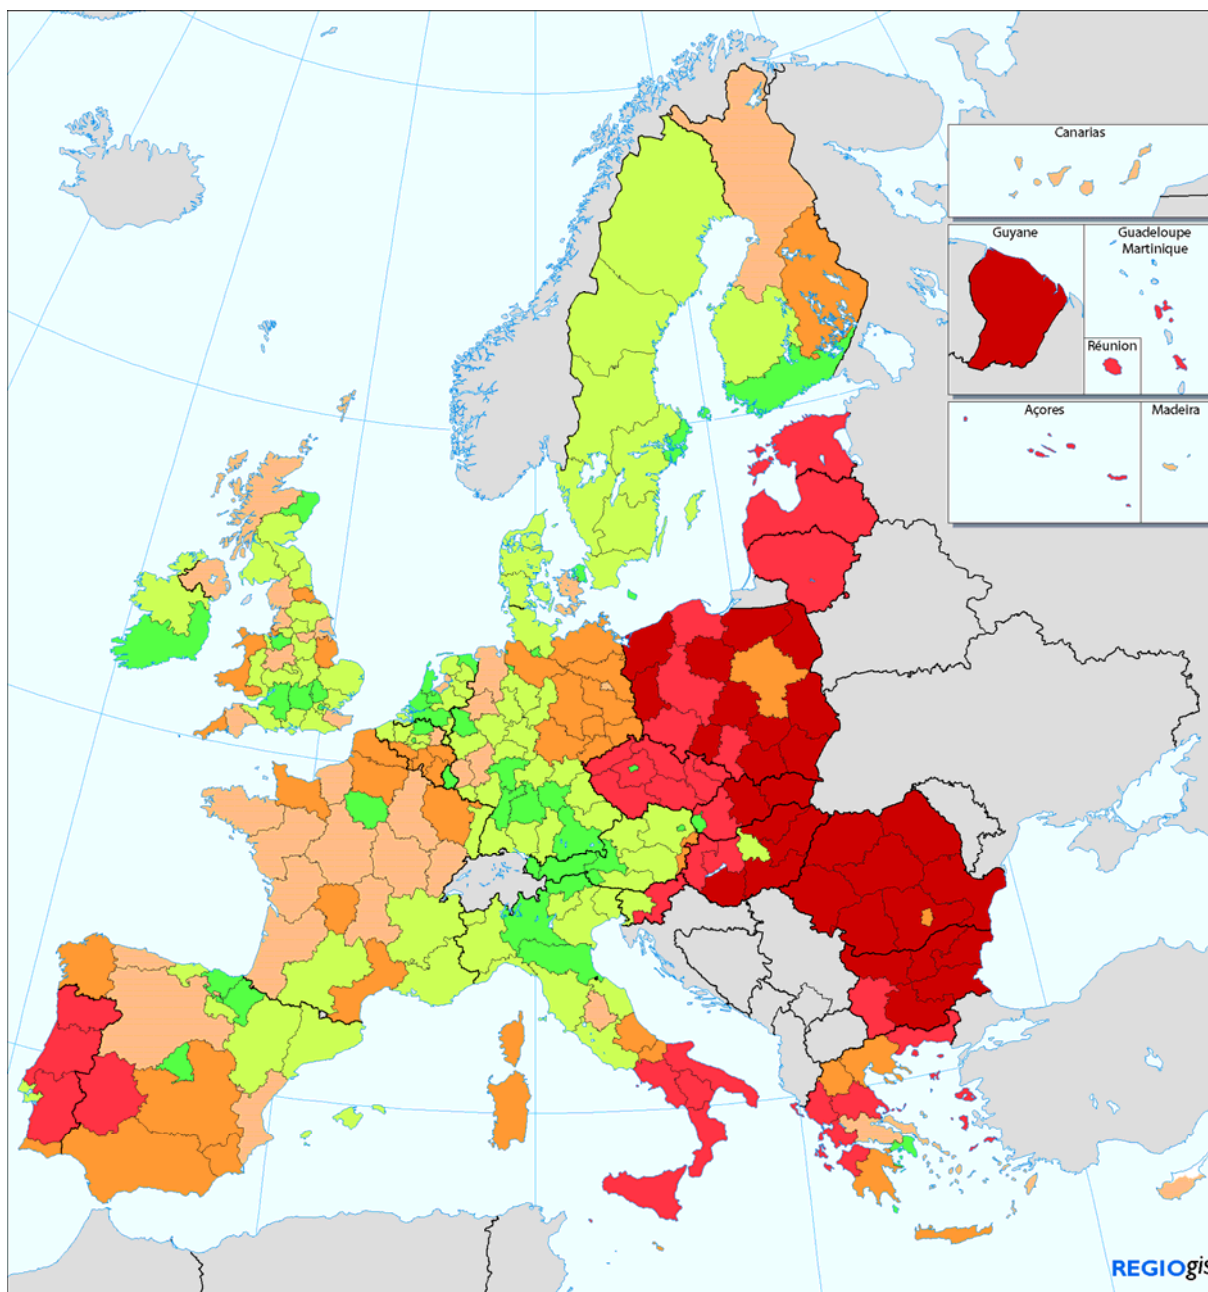 Canarias
Guyane
Guadeloupe
Martinique
Réunion
Açores
Madeira
REGIOgis